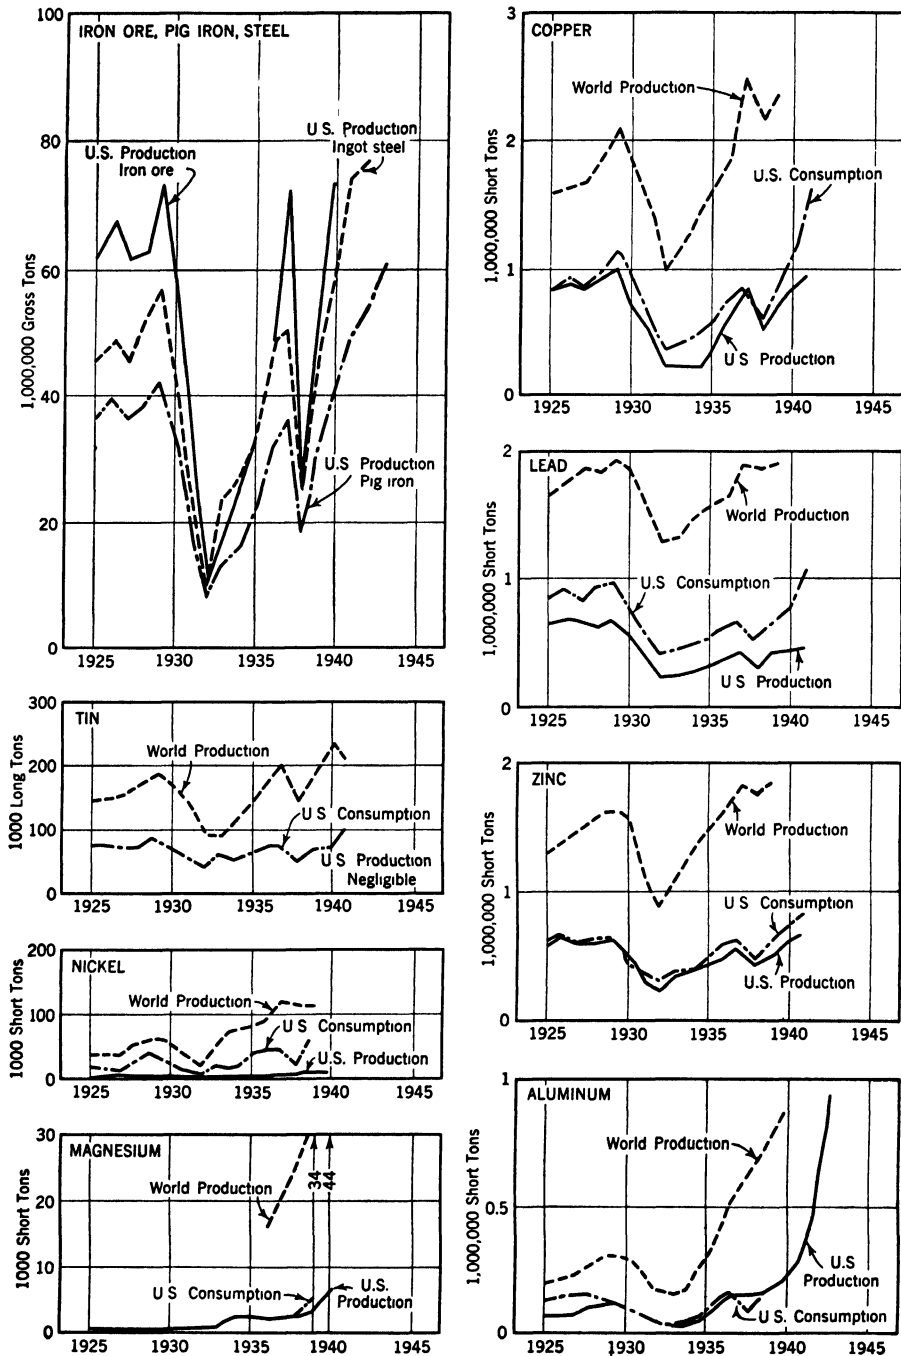 IRON ORE, PIG IRON, STEEL
100
80
60
40
20
0
1,000,000 Gross Tons
U.S. Production
Iron ore
U S. Production
Ingot steel
U.S Production
Pig iron
1925 1930 1935 1940 1945
TIN
300
200
100
0
1000 Long Tons
World Production
U S Consumption
U S Production
Negligible
1925 1930 1935 1940 1945
NICKEL
200
100
0
1000 Short Tons
World Production
U S Consumption
U.S. Production
1925 1930 1935 1940 1945
MAGNESIUM
30
20
10
0
1000 Short Tons
World Production
34
44
U S Consumption
U.S.
Production
1925 1930 1935 1940 1945
COPPER
3
2
1
0
1,000,000 Short Tons
World Production
U.S. Consumption
U S Production
1925 1930 1935 1940 1945
LEAD
2
1
0
1,000,000 Short Tons
World Production
U.S Consumption
U S Production
1925 1930 1935 1940 1945
ZINC
2
1
0
1,000,000 Short Tons
World Production
U S Consumption
U.S. Production
1925 1930 1935 1940 1945
ALUMINUM
1
0.5
0
1,000,000 Short Tons
World Production
U S
Production
U S. Consumption
1925 1930 1935 1940 1945